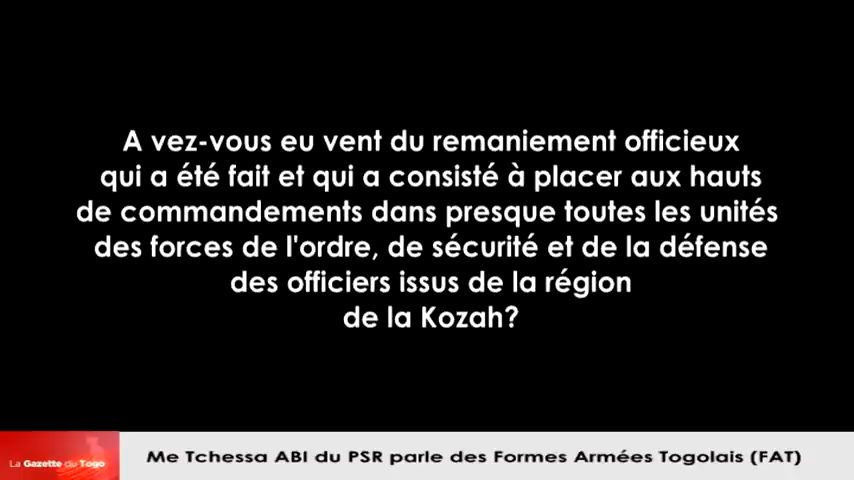 A vez-vous eu vent du remaniement officieux
qui a été fait et qui a consisté à placer aux hauts
de commandements dans presque toutes les unités
des forces de l'ordre, de sécurité et de la défense
des officiers issus de la région
de la Kozah?
La Gazette du Togo
Me Tchessa ABI du PSR parle des Formes Armées Togolais (FAT)